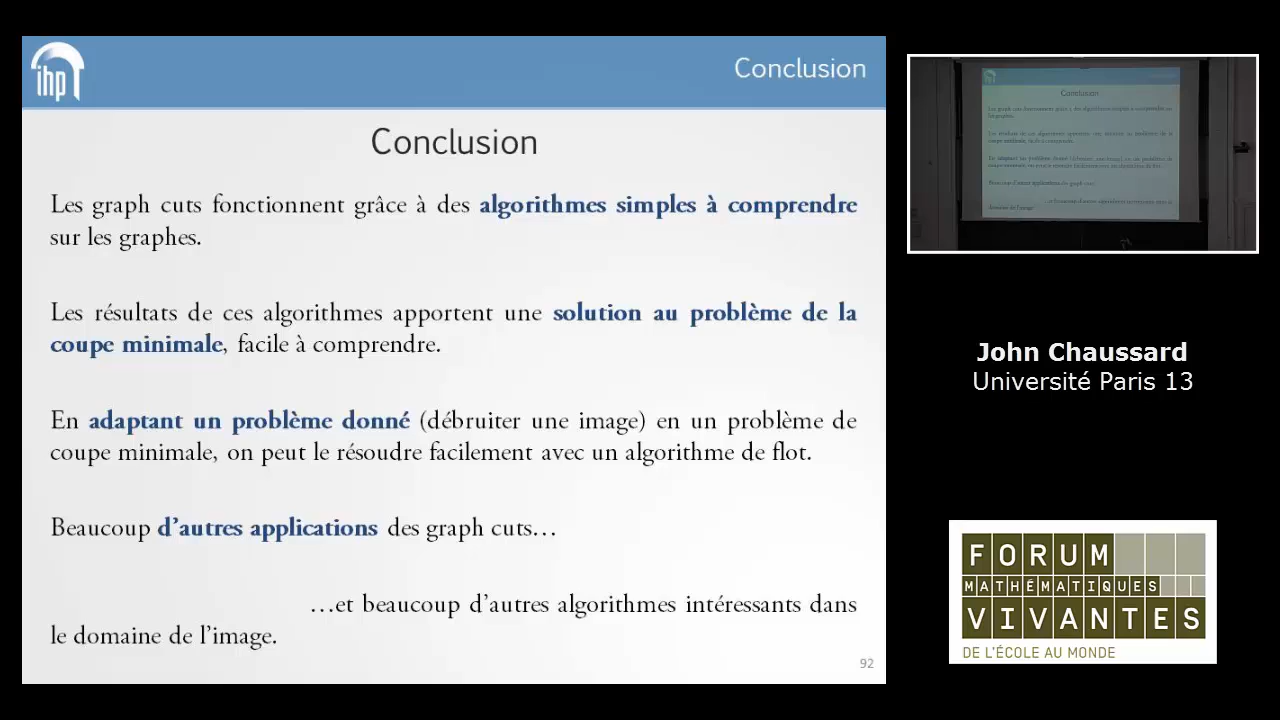 ihp
Conclusion
Conclusion
Les graph cuts fonctionnent grâce à des algorithmes simples à comprendre
sur les graphes.
Les résultats de ces algorithmes apportent une solution au problème de la
coupe minimale, facile à comprendre.
En adaptant un problème donné (débruiter une image) en un problème de
coupe minimale, on peut le résoudre facilement avec un algorithme de flot.
Beaucoup d'autres applications des graph cuts…
…et beaucoup d'autres algorithmes intéressants dans
le domaine de l'image.
92
Conclusion
John Chaussard
Université Paris 13
FORUM
MATHÉMATIQUES
VIVANTES
DE L'ÉCOLE AU MONDE